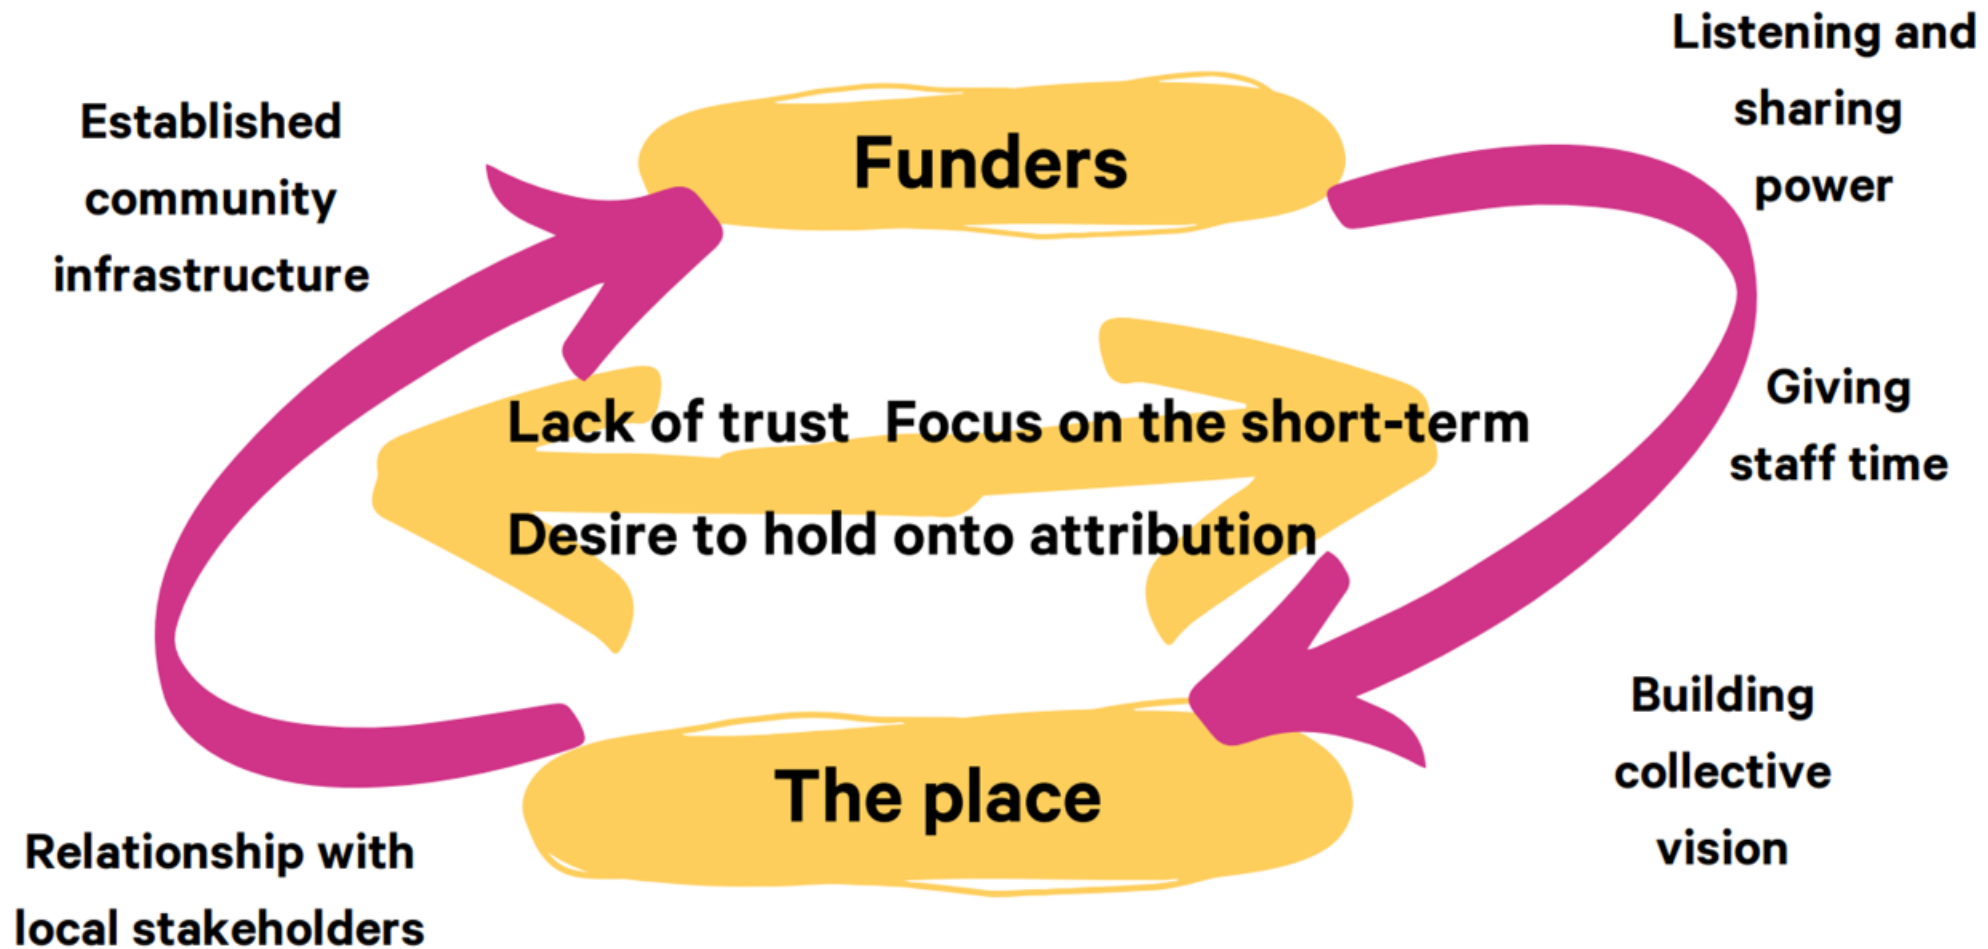 Listening and
sharing
power
Established
community
infrastructure
Funders
Lack of trust  Focus on the short-term
Desire to hold onto attribution
Giving
staff time
Building
collective
vision
The place
Relationship with
local stakeholders